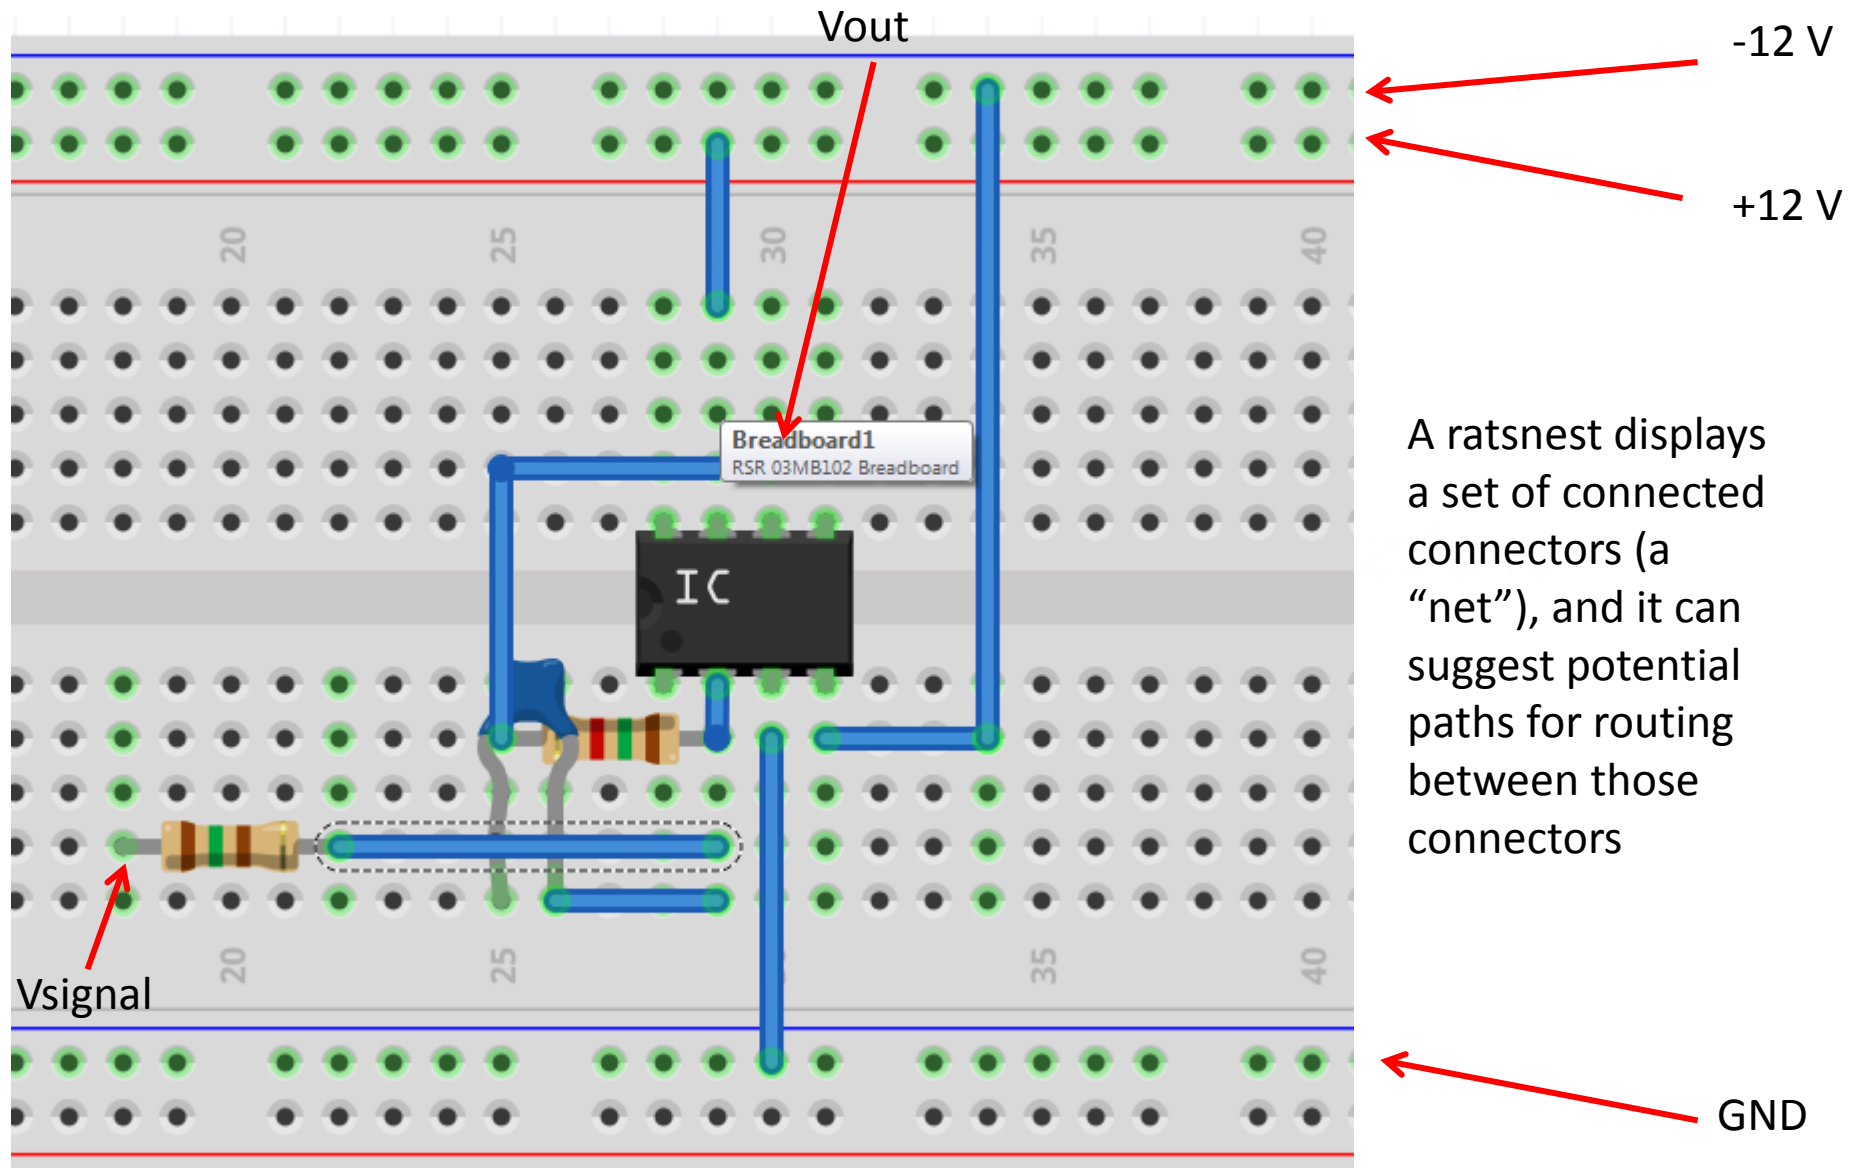 Vout
-12 V
+12 V
20
25
30
35
40
Breadboard1
RSR 03MB102 Breadboard
A ratsnest displays
a set of connected
connectors (a
“net”), and it can
suggest potential
paths for routing
between those
connectors
IC
20
25
35
40
Vsignal
GND